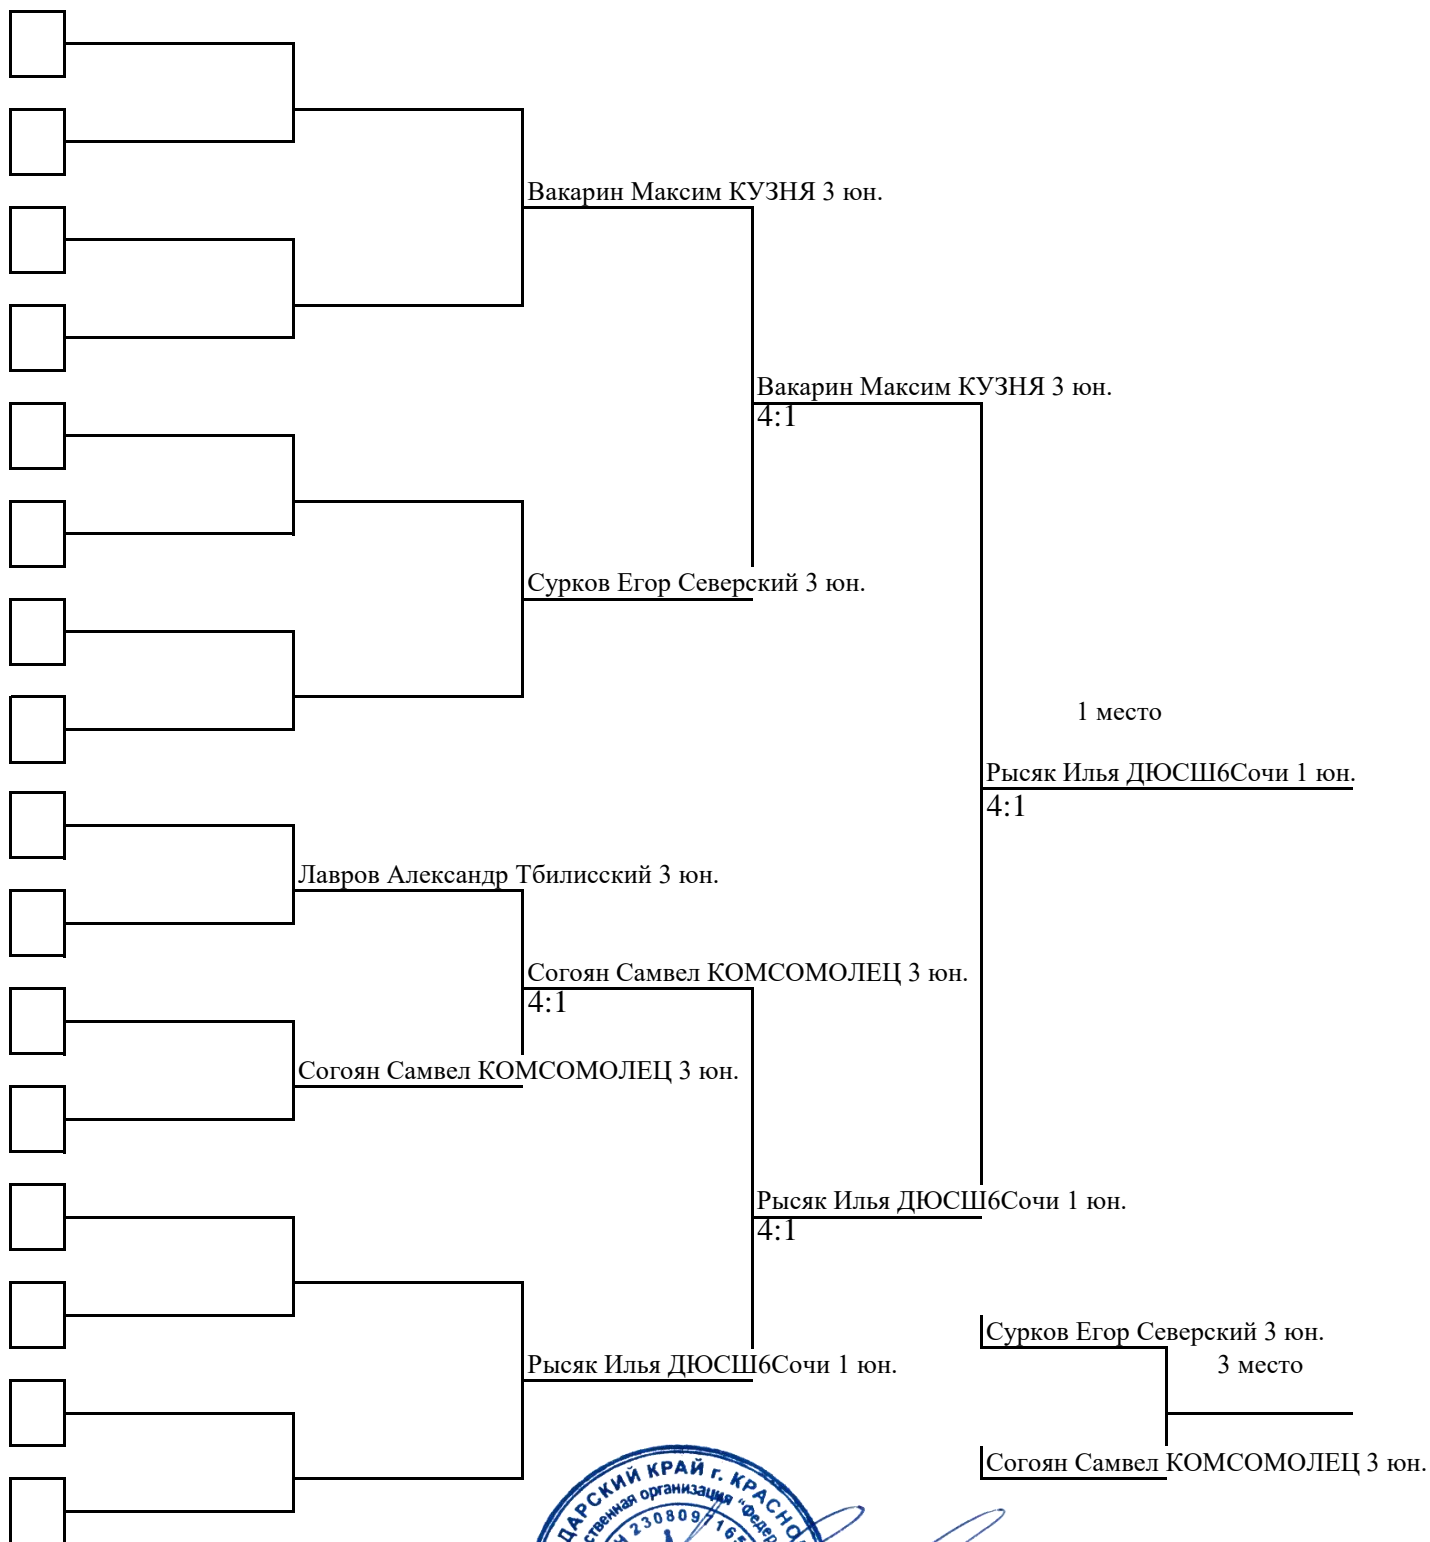 Вакарин Максим КУЗНЯ 3 юн.
Вакарин Максим КУЗНЯ 3 юн.
4:1
Сурков Егор Северский 3 юн.
1 место
Рысяк Илья ДЮСШ6Сочи 1 юн.
4:1
Лавров Александр Тбилисский 3 юн.
Согоян Самвел КОМСОМОЛЕЦ 3 юн.
4:1
Согоян Самвел КОМСОМОЛЕЦ 3 юн.
Рысяк Илья ДЮСШ6Сочи 1 юн.
4:1
Сурков Егор Северский 3 юн.
Рысяк Илья ДЮСШ6Сочи 1 юн.
3 место
Согоян Самвел КОМСОМОЛЕЦ 3 юн.
КРАЙ г.
организация